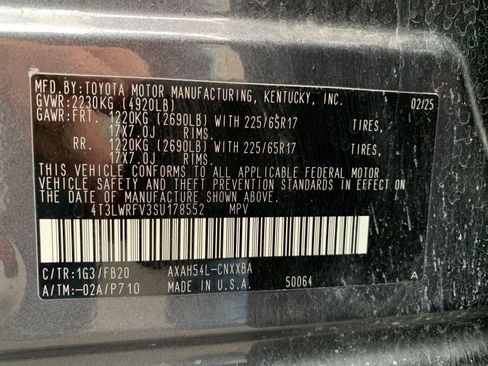 MFD.BY:TOYOTA MOTOR MANUFACTURING, KENTUCKY, INC. 02/25
GVWR:2230KG (4920LB)
GAWR:FRT. 1220KG (2690LB) WITH 225/65R17 TIRES,
17X7.0J RIMS.
RR. 1220KG (2690LB) WITH 225/65R17 TIRES,
17X7.0J RIMS.
THIS VEHICLE CONFORMS TO ALL APPLICABLE FEDERAL MOTOR
VEHICLE SAFETY AND THEFT PREVENTION STANDARDS IN EFFECT ON
THE DATE OF MANUFACTURE SHOWN ABOVE.
4T3LWRFV3SU178552 MPV
C/TR:1G3/FB20 AXAH54L-CNXXBA
A/TM:-02A/P710 MADE IN U.S.A. 50064